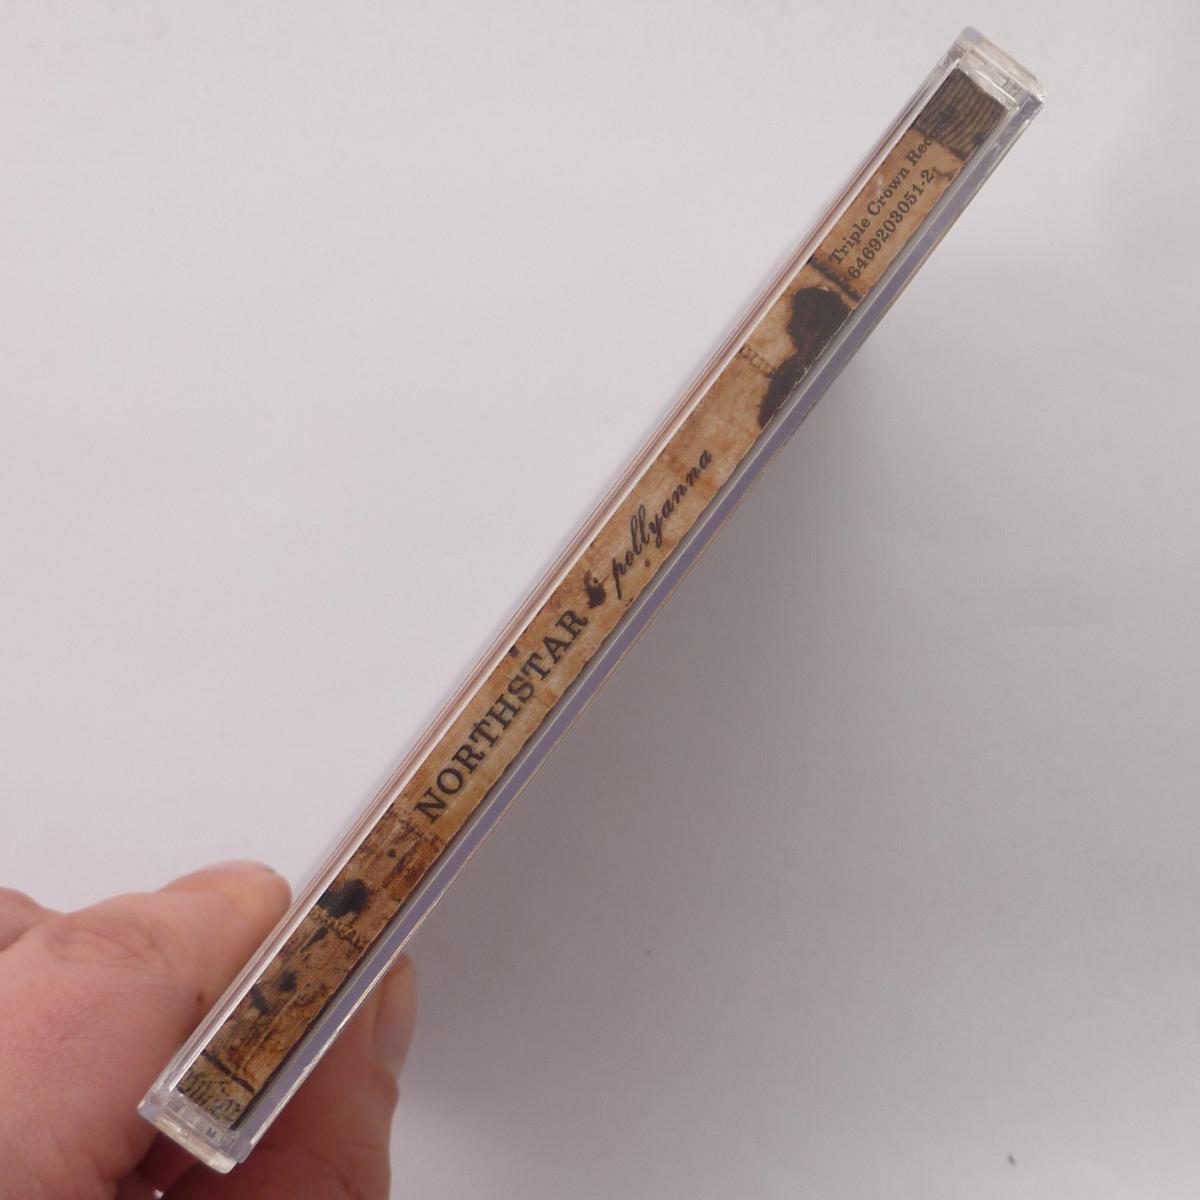 NORTHSTAR pollyanna
Triple Crown Records
6469203051-2